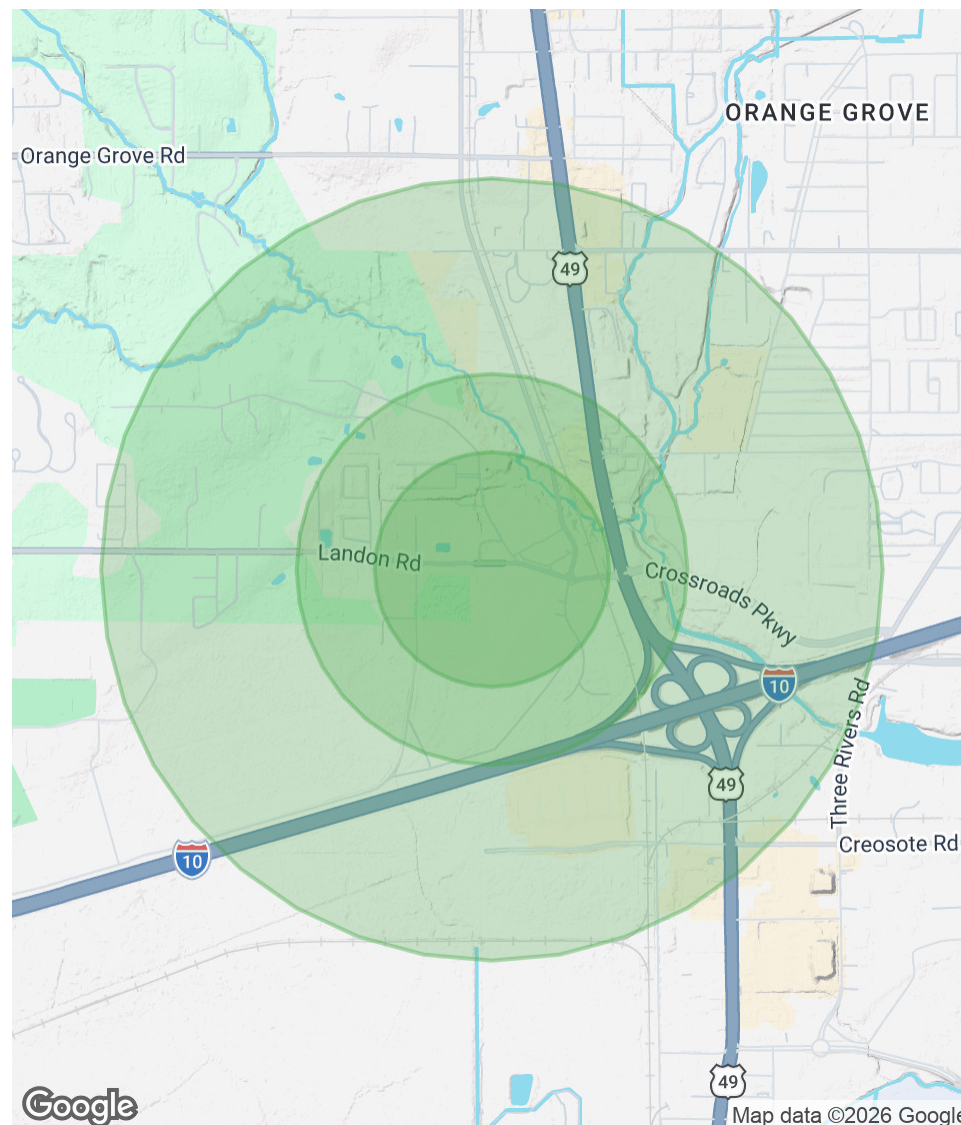 ORANGE GROVE
Orange Grove Rd
49
Landon Rd
Crossroads Pkwy
10
Three Rivers Rd
49
Creosote Rd
10
49
Google
Map data ©2026 Google